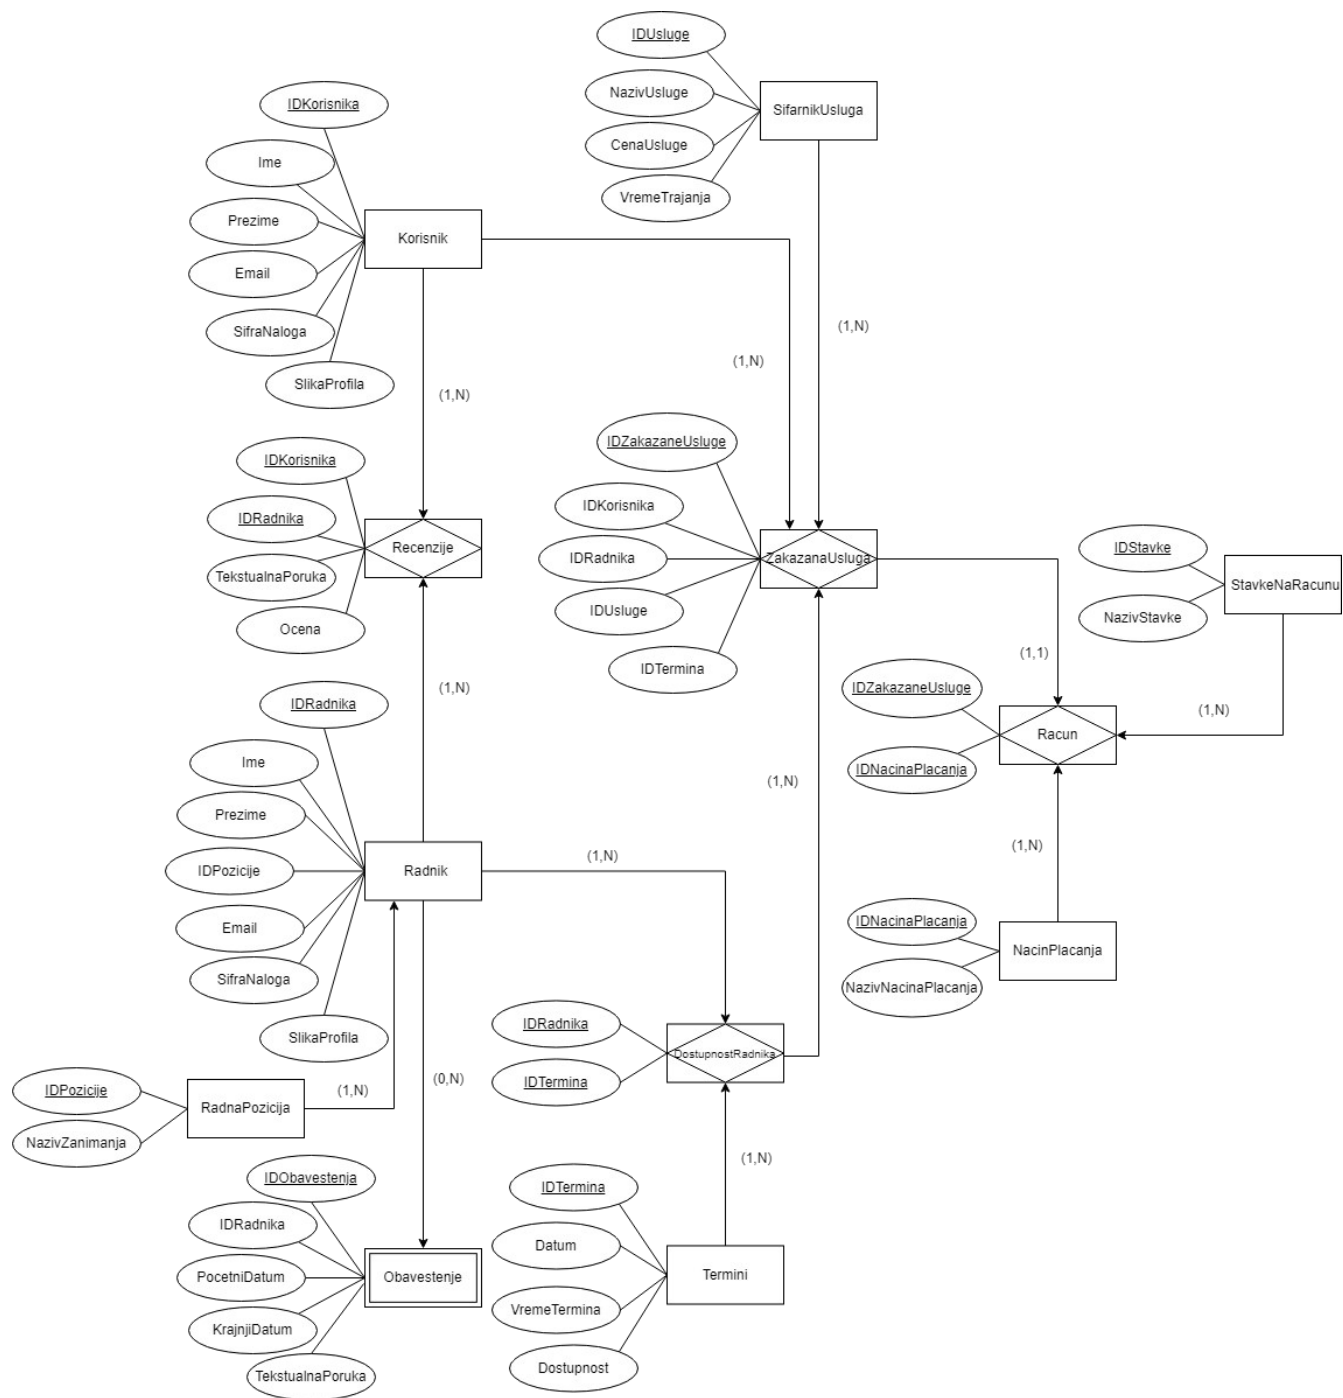 IDUsluge
NazivUsluge
CenaUsluge
VremeTrajanja
SifarnikUsluga
IDKorisnika
Ime
Prezime
Email
SifraNaloga
SlikaProfila
Korisnik
(1,N)
(1,N)
(1,N)
IDKorisnika
IDRadnika
TekstualnaPoruka
Ocena
Recenzije
IDZakazaneUsluge
IDKorisnika
IDRadnika
IDUsluge
IDTermina
ZakazanaUsluga
IDStavke
NazivStavke
StavkeNaRacunu
(1,1)
(1,N)
IDZakazaneUsluge
IDNacinaPlacanja
Racun
(1,N)
(1,N)
(1,N)
IDRadnika
Ime
Prezime
IDPozicije
Email
SifraNaloga
SlikaProfila
Radnik
(1,N)
IDNacinaPlacanja
NazivNacinaPlacanja
NacinPlacanja
IDRadnika
IDTermina
DostupnostRadnika
IDPozicije
NazivZanimanja
RadnaPozicija
(1,N)
(0,N)
(1,N)
IDObavestenja
IDRadnika
PocetniDatum
KrajnjiDatum
TekstualnaPoruka
Obavestenje
IDTermina
Datum
VremeTermina
Dostupnost
Termini